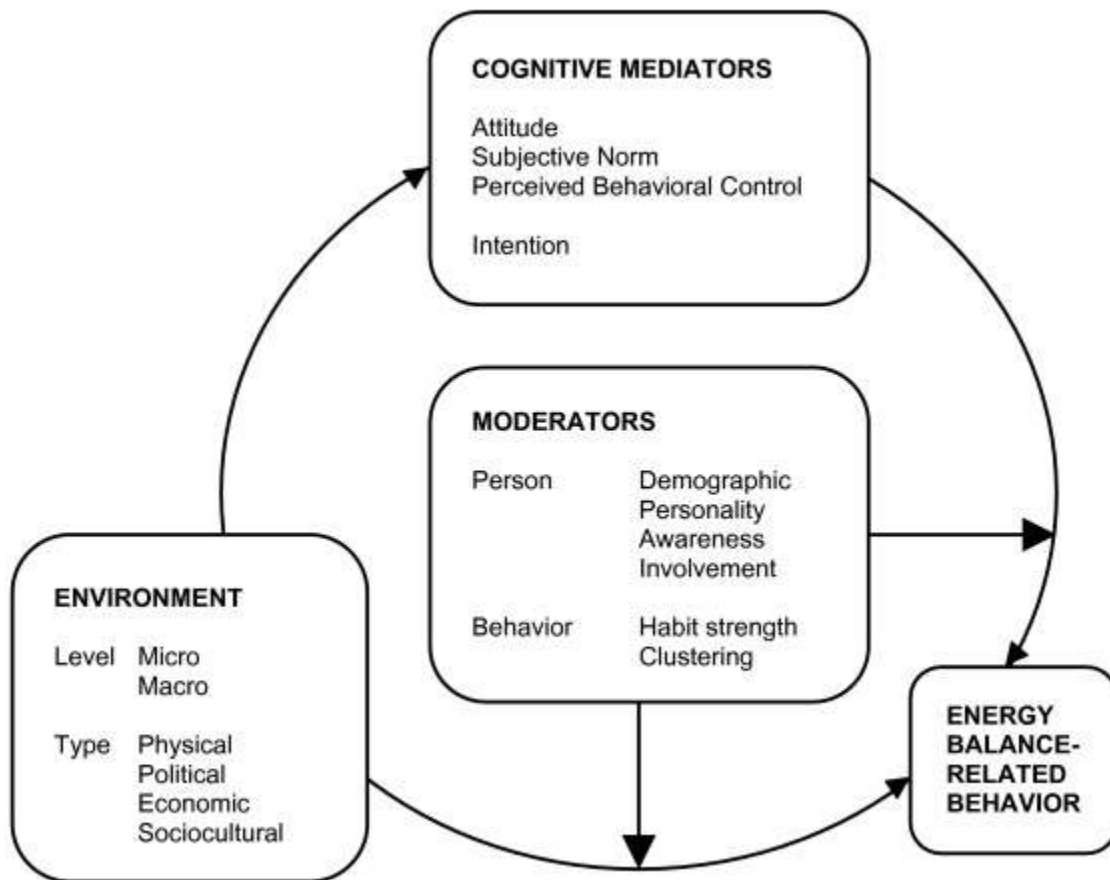 COGNITIVE MEDIATORS
Attitude
Subjective Norm
Perceived Behavioral Control
Intention
MODERATORS
Person Demographic
Personality
Awareness
Involvement
Behavior Habit strength
Clustering
ENVIRONMENT
Level Micro
Macro
Type Physical
Political
Economic
Sociocultural
ENERGY
BALANCE-
RELATED
BEHAVIOR